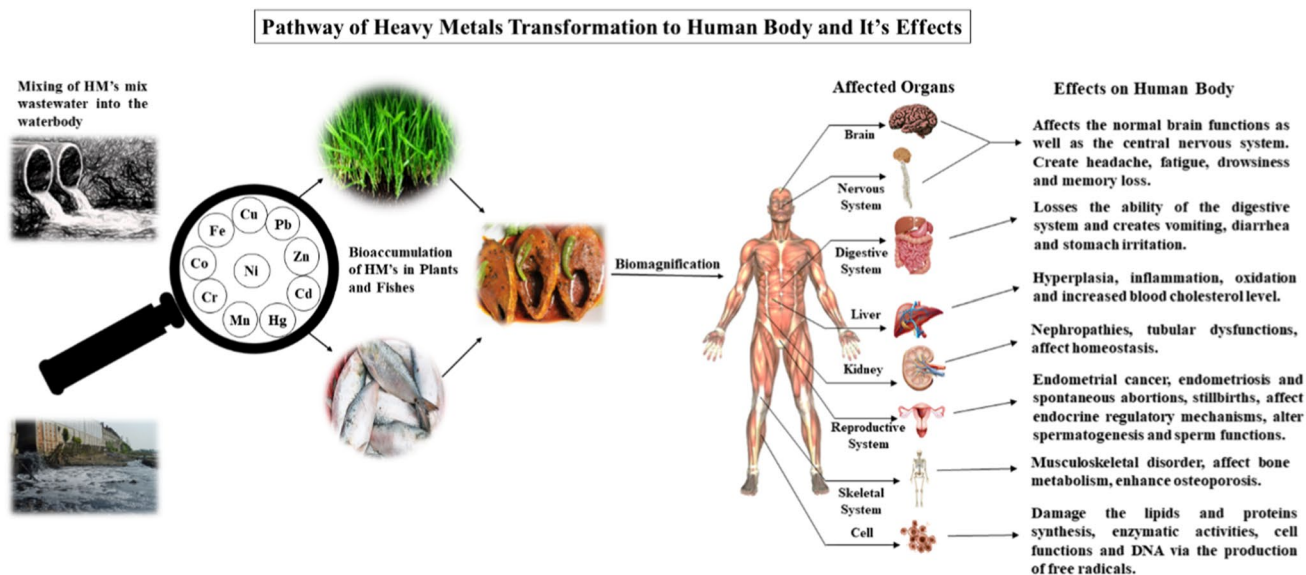 Pathway of Heavy Metals Transformation to Human Body and It's Effects
Mixing of HM's mix
wastewater into the
waterbody
Cu
Pb
Fe
Zn
Co
Ni
Cd
Cr
Mn
Hg
Bioaccumulation
of HM's in Plants
and Fishes
Biomagnification
Affected Organs
Brain
Nervous
System
Digestive
System
Liver
Kidney
Reproductive
System
Skeletal
System
Cell
Effects on Human Body
Affects the normal brain functions as
well as the central nervous system.
Create headache, fatigue, drowsiness
and memory loss.
Losses the ability of the digestive
system and creates vomiting, diarrhea
and stomach irritation.
Hyperplasia, inflammation, oxidation
and increased blood cholesterol level.
Nephropathies, tubular dysfunctions,
affect homeostasis.
Endometrial cancer, endometriosis and
spontaneous abortions, stillbirths, affect
endocrine regulatory mechanisms, alter
spermatogenesis and sperm functions.
Musculoskeletal disorder, affect bone
metabolism, enhance osteoporosis.
Damage the lipids and proteins
synthesis, enzymatic activities, cell
functions and DNA via the production
of free radicals.